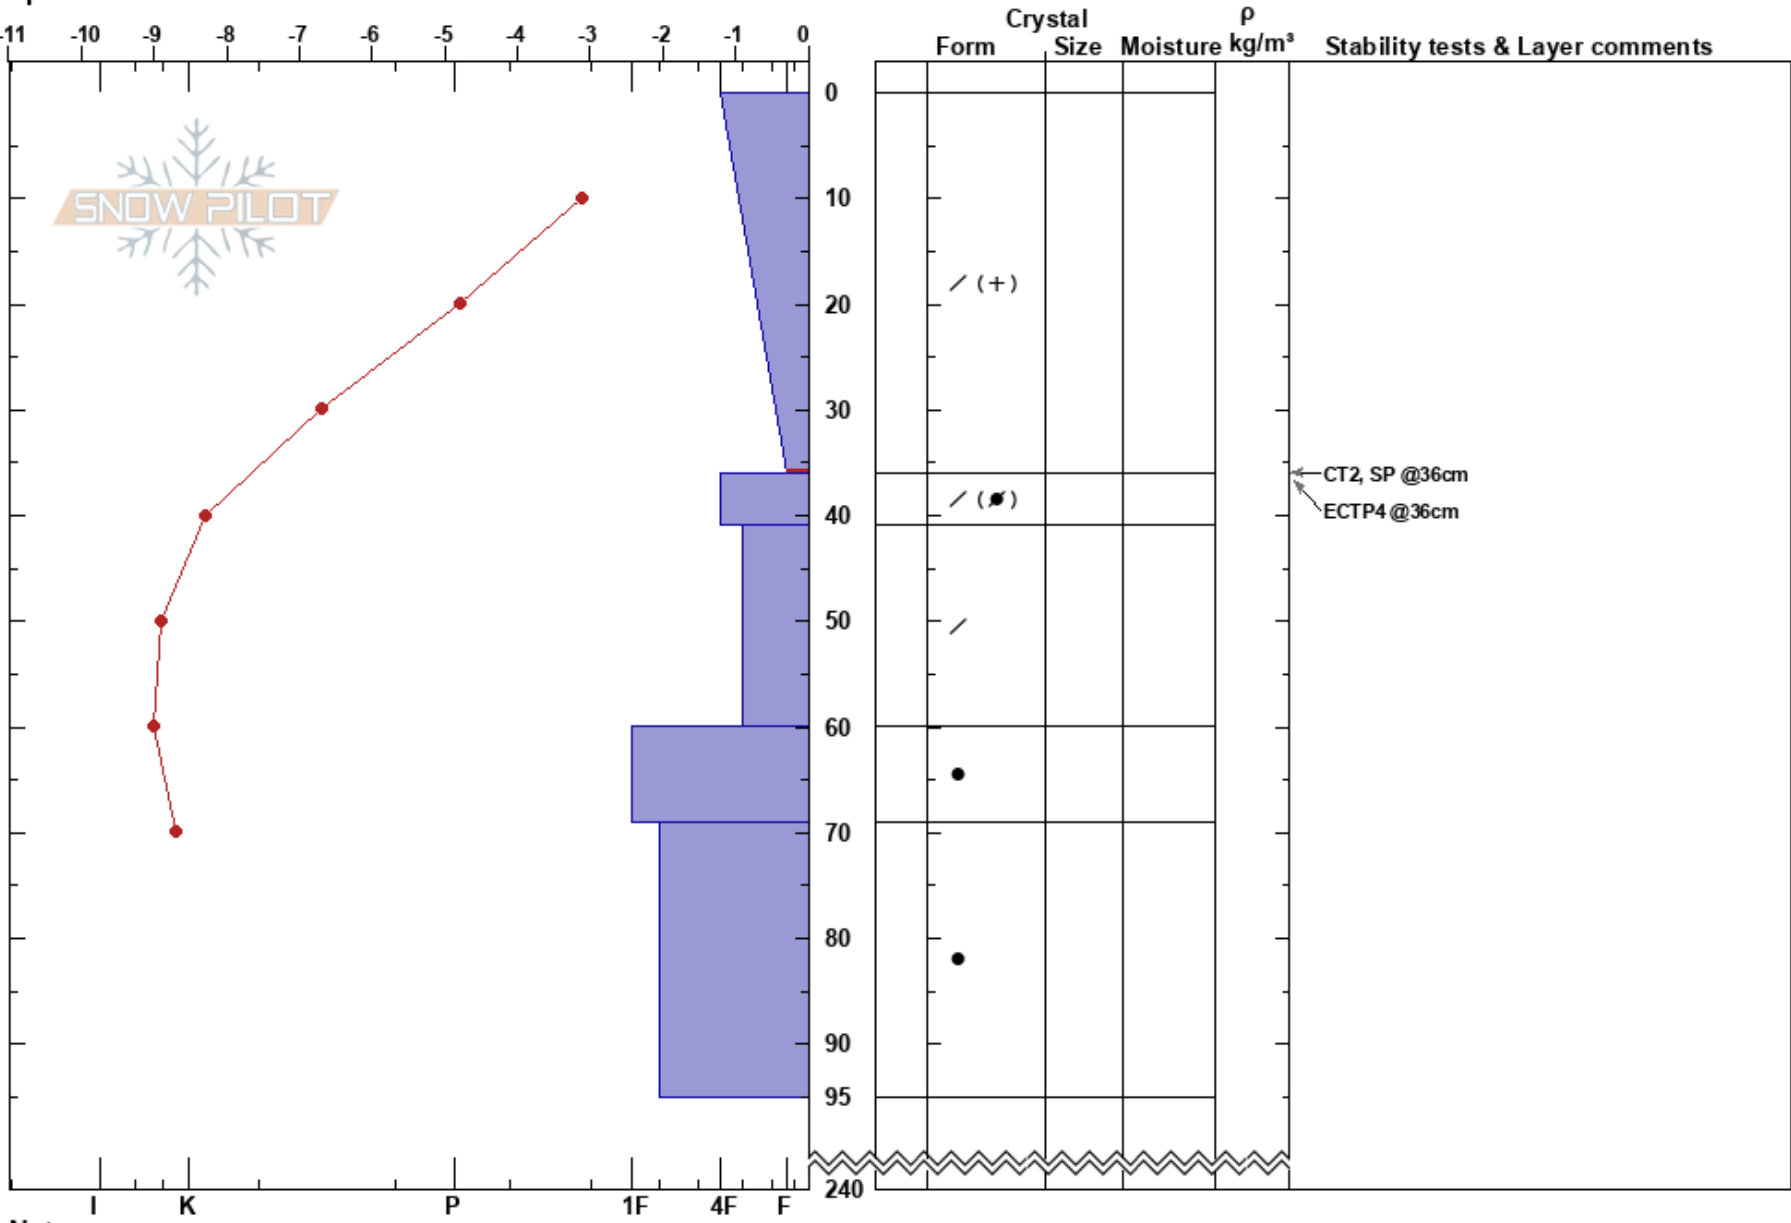 Crystal ρ
-11 -10 -9 -8 -7 -6 -5 -4 -3 -2 -1 0 Form Size Moisture kg/m³ Stability tests & Layer comments
0
SNOW PILOT
10
/ (+)
20
30
CT2, SP @36cm
/ ( )
ECTP4 @36cm
40
50
/
60
●
70
80
●
90
95
240
I K P 1F 4F F